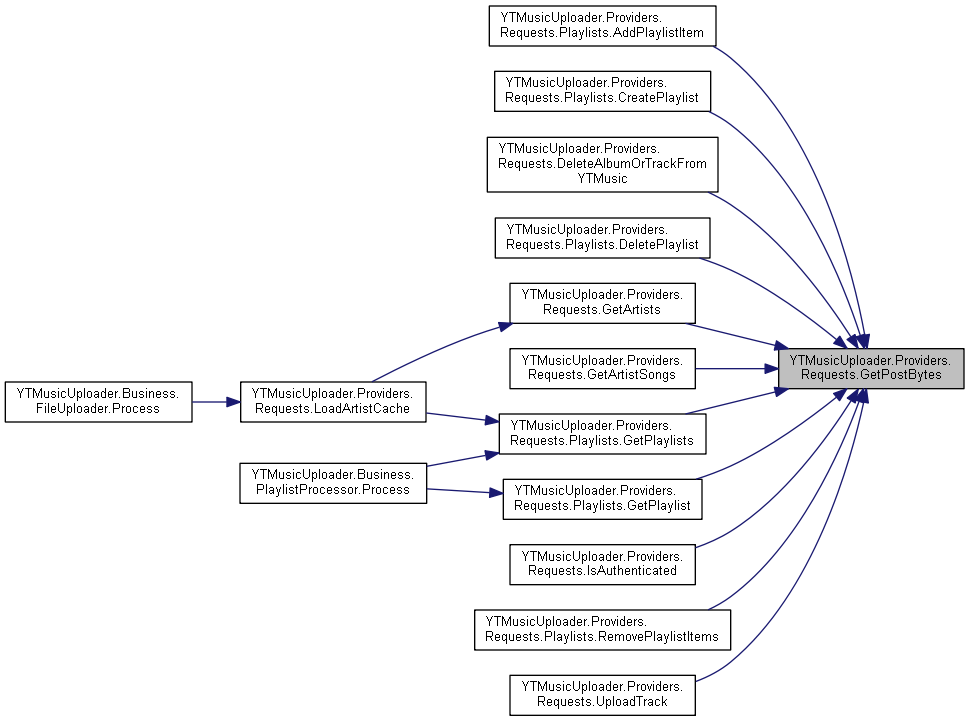 YTMusicUploader.Providers.
Requests.Playlists.AddPlaylistItem
YTMusicUploader.Providers.
Requests.Playlists.CreatePlaylist
YTMusicUploader.Providers.
Requests.DeleteAlbumOrTrackFrom
YTMusic
YTMusicUploader.Providers.
Requests.Playlists.DeletePlaylist
YTMusicUploader.Providers.
Requests.GetArtists
YTMusicUploader.Providers.
Requests.GetArtistSongs
YTMusicUploader.Providers.
Requests.GetPostBytes
YTMusicUploader.Business.
FileUploader.Process
YTMusicUploader.Providers.
Requests.LoadArtistCache
YTMusicUploader.Providers.
Requests.Playlists.GetPlaylists
YTMusicUploader.Business.
PlaylistProcessor.Process
YTMusicUploader.Providers.
Requests.Playlists.GetPlaylist
YTMusicUploader.Providers.
Requests.IsAuthenticated
YTMusicUploader.Providers.
Requests.Playlists.RemovePlaylistItems
YTMusicUploader.Providers.
Requests.UploadTrack